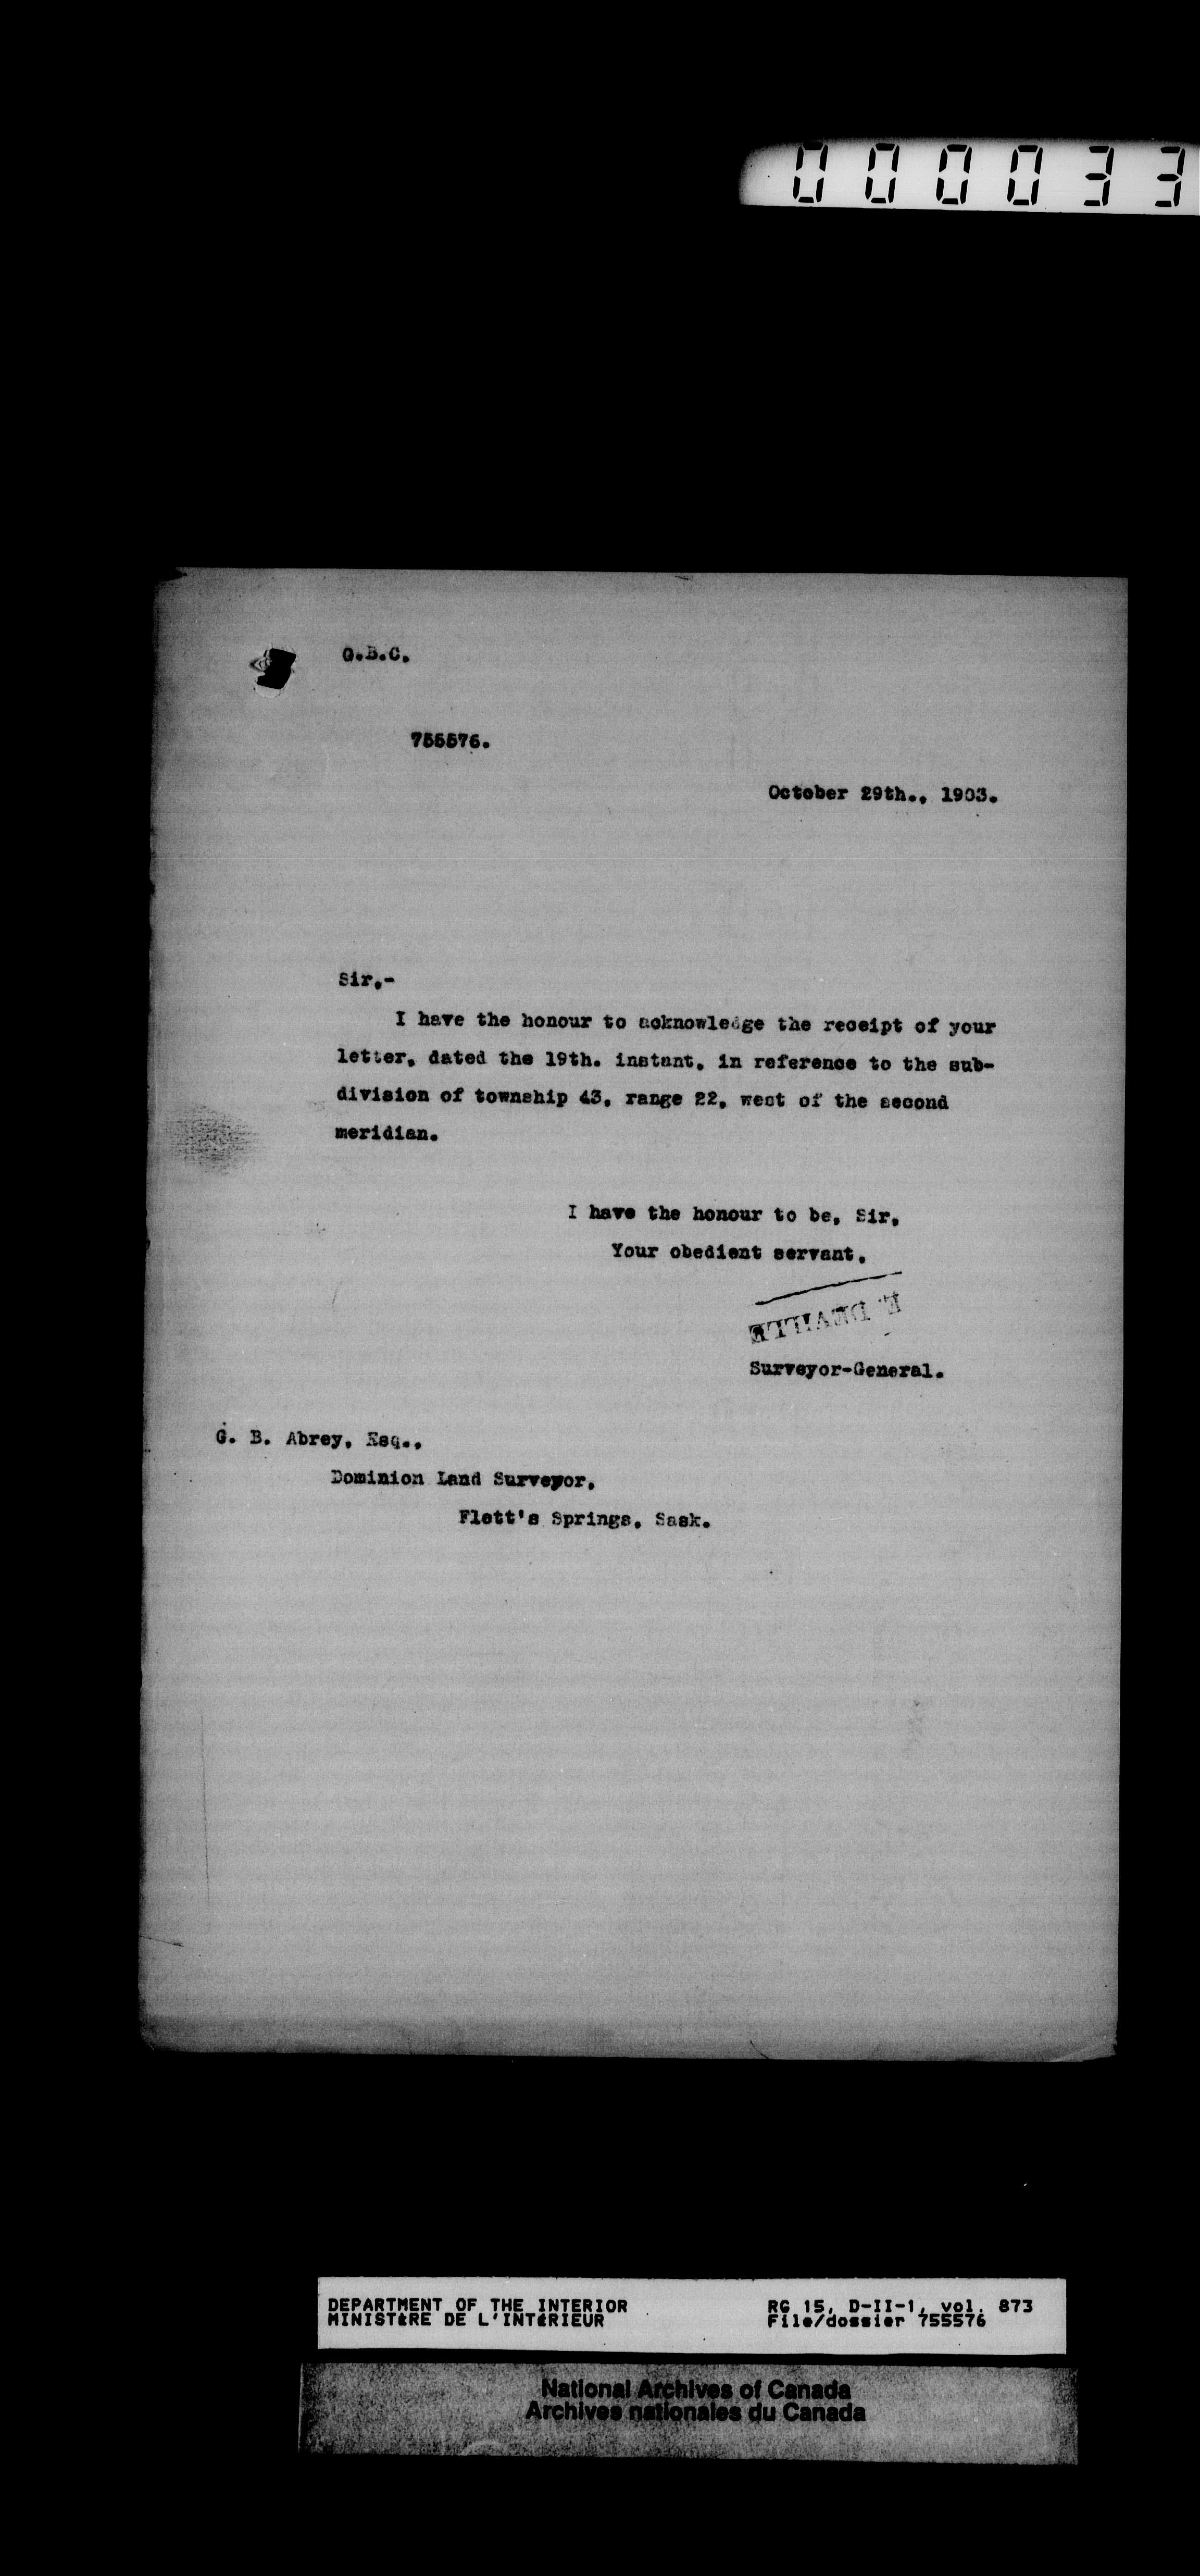 000033
G.B.C.
755576.
October 29th., 1903.
Sir,-
I have the honour to acknowledge the receipt of your
letter, dated the 19th. instant, in reference to the sub-
division of township 43, range 22, west of the second
meridian.
I have the honour to be, Sir,
Your obedient servant,
E. DEVILLE
Surveyor-General.
G. B. Abrey, Esq.,
Dominion Land Surveyor,
Flett's Springs, Sask.
DEPARTMENT OF THE INTERIOR
MINISTÈRE DE L'INTÉRIEUR
RG 15, D-II-1, vol. 873
File/dossier 755576
National Archives of Canada
Archives nationales du Canada